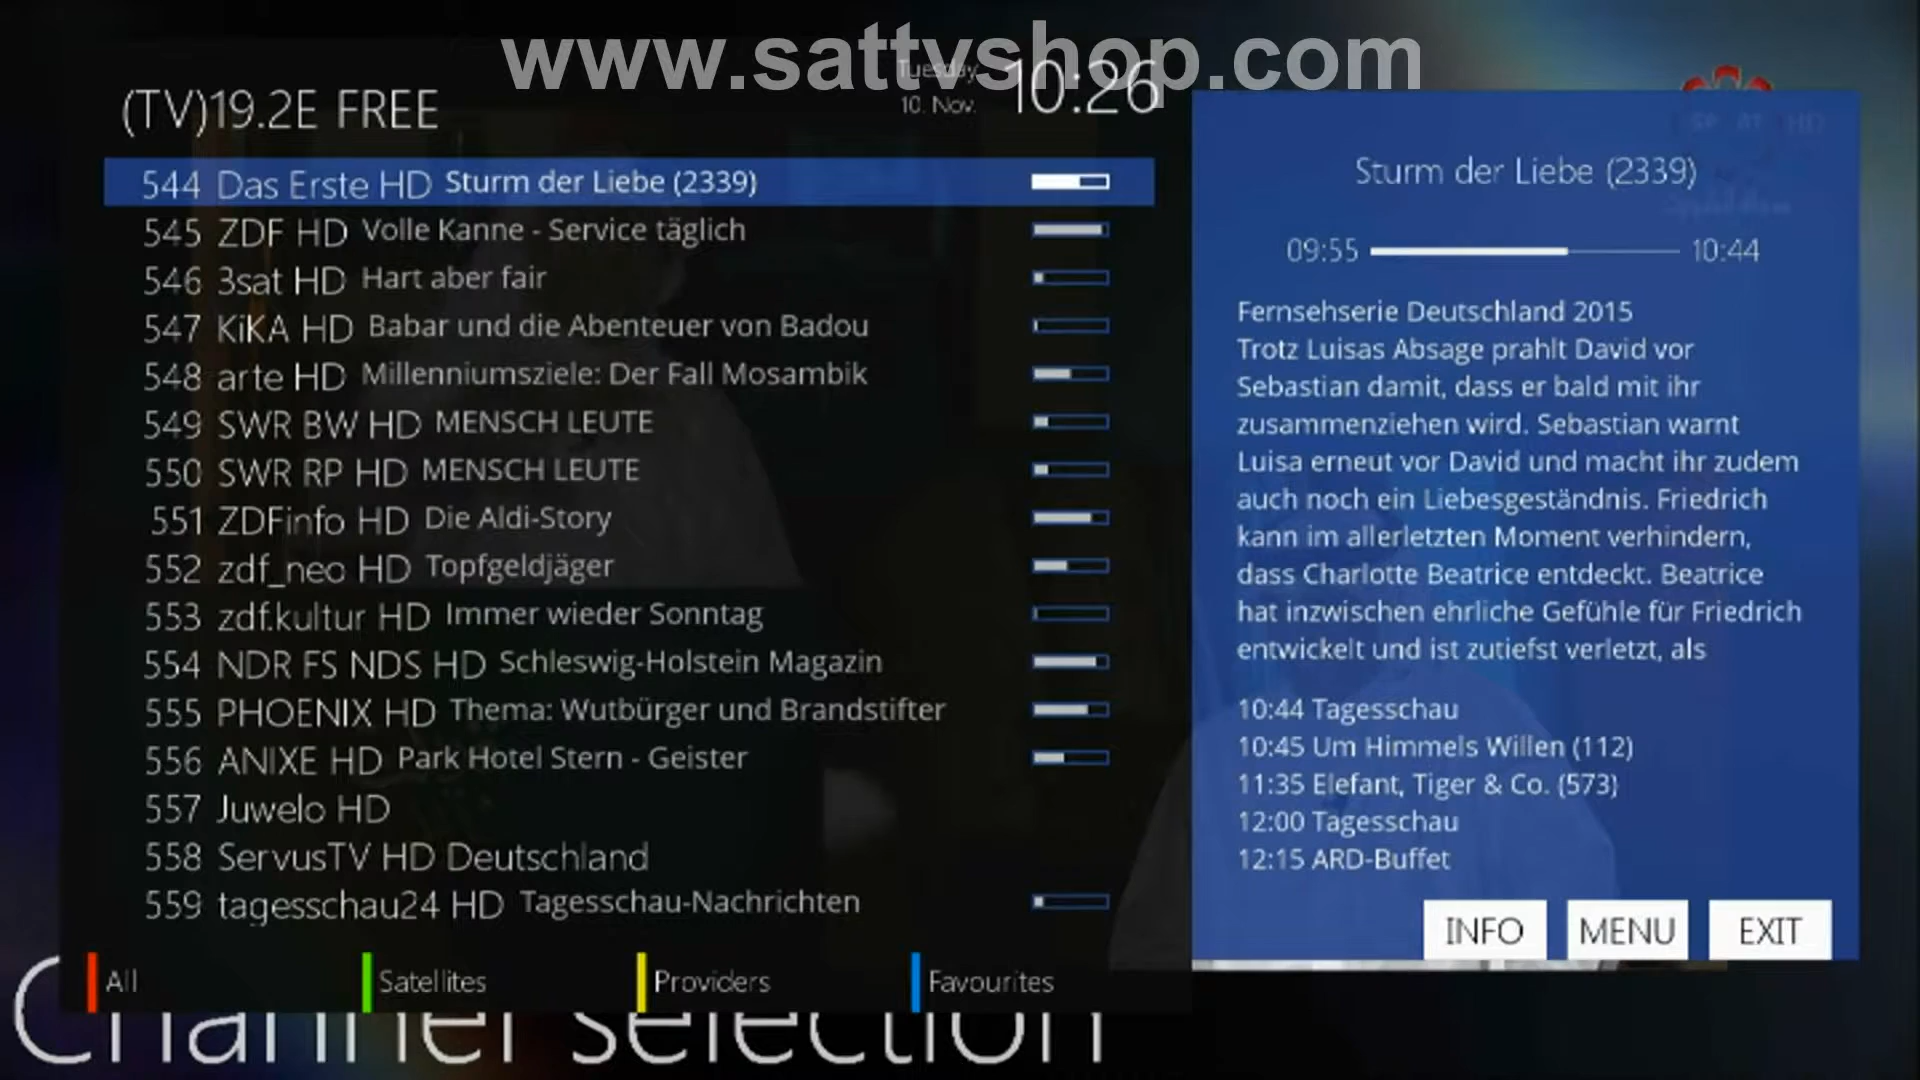 www.sattvshop.com
(TV)19.2E FREE
Tuesday
10. Nov.
10:26
544 Das Erste HD Sturm der Liebe (2339)
545 ZDF HD Volle Kanne - Service täglich
546 3sat HD Hart aber fair
547 KiKA HD Babar und die Abenteuer von Badou
548 arte HD Millenniumsziele: Der Fall Mosambik
549 SWR BW HD MENSCH LEUTE
550 SWR RP HD MENSCH LEUTE
551 ZDFinfo HD Die Aldi-Story
552 zdf_neo HD Topfgeldjäger
553 zdf.kultur HD Immer wieder Sonntag
554 NDR FS NDS HD Schleswig-Holstein Magazin
555 PHOENIX HD Thema: Wutbürger und Brandstifter
556 ANIXE HD Park Hotel Stern - Geister
557 Juwelo HD
558 ServusTV HD Deutschland
559 tagesschau24 HD Tagesschau-Nachrichten
All Satellites Providers Favourites
Channel selection
Sturm der Liebe (2339)
09:55 10:44
Fernsehserie Deutschland 2015
Trotz Luisas Absage prahlt David vor
Sebastian damit, dass er bald mit ihr
zusammenziehen wird. Sebastian warnt
Luisa erneut vor David und macht ihr zudem
auch noch ein Liebesgeständnis. Friedrich
kann im allerletzten Moment verhindern,
dass Charlotte Beatrice entdeckt. Beatrice
hat inzwischen ehrliche Gefühle für Friedrich
entwickelt und ist zutiefst verletzt, als
10:44 Tagesschau
10:45 Um Himmels Willen (112)
11:35 Elefant, Tiger & Co. (573)
12:00 Tagesschau
12:15 ARD-Buffet
INFO MENU EXIT